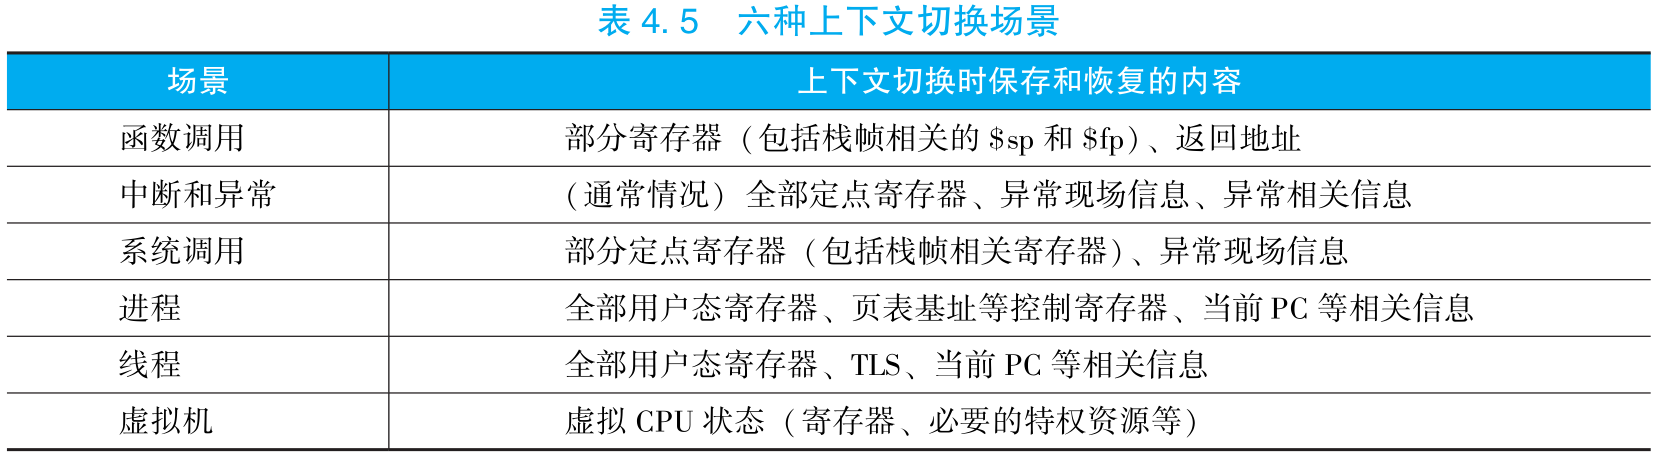 表 4.5 六种上下文切换场景
场景 上下文切换时保存和恢复的内容
函数调用 部分寄存器（包括栈帧相关的 $sp 和 $fp）、返回地址
中断和异常 （通常情况）全部定点寄存器、异常现场信息、异常相关信息
系统调用 部分定点寄存器（包括栈帧相关寄存器）、异常现场信息
进程 全部用户态寄存器、页表基址等控制寄存器、当前 PC 等相关信息
线程 全部用户态寄存器、TLS、当前 PC 等相关信息
虚拟机 虚拟 CPU 状态（寄存器、必要的特权资源等）